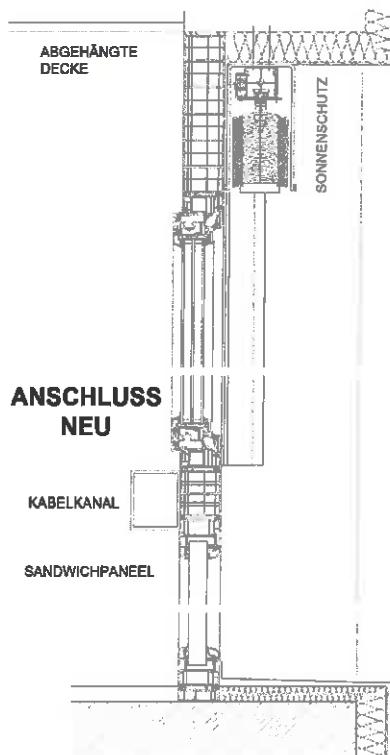 ABGEHÄNGTE
DECKE
SONNENSCHUTZ
ANSCHLUSS
NEU
KABELKANAL
SANDWICHPANEEL